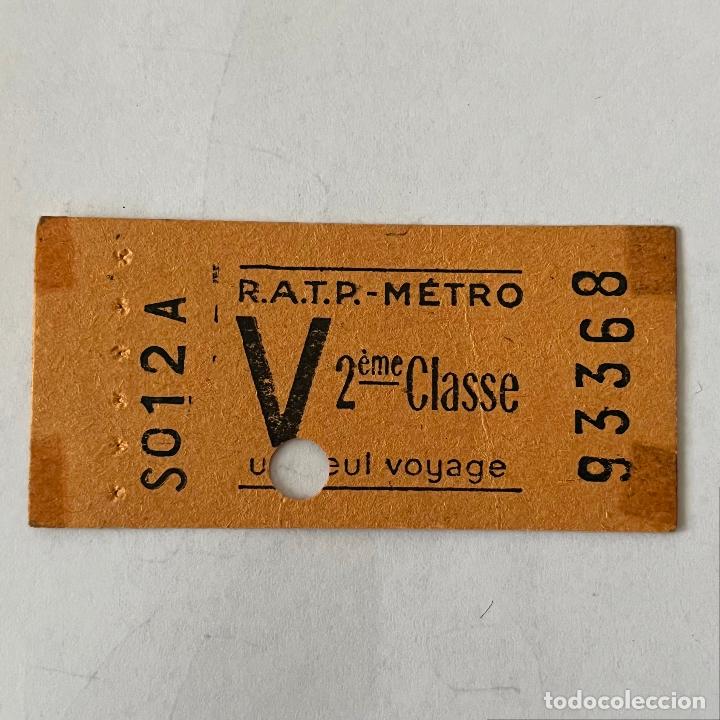 S012A
R.A.T.P.-MÉTRO
V
2ème Classe
voyage
93368
todocoleccion